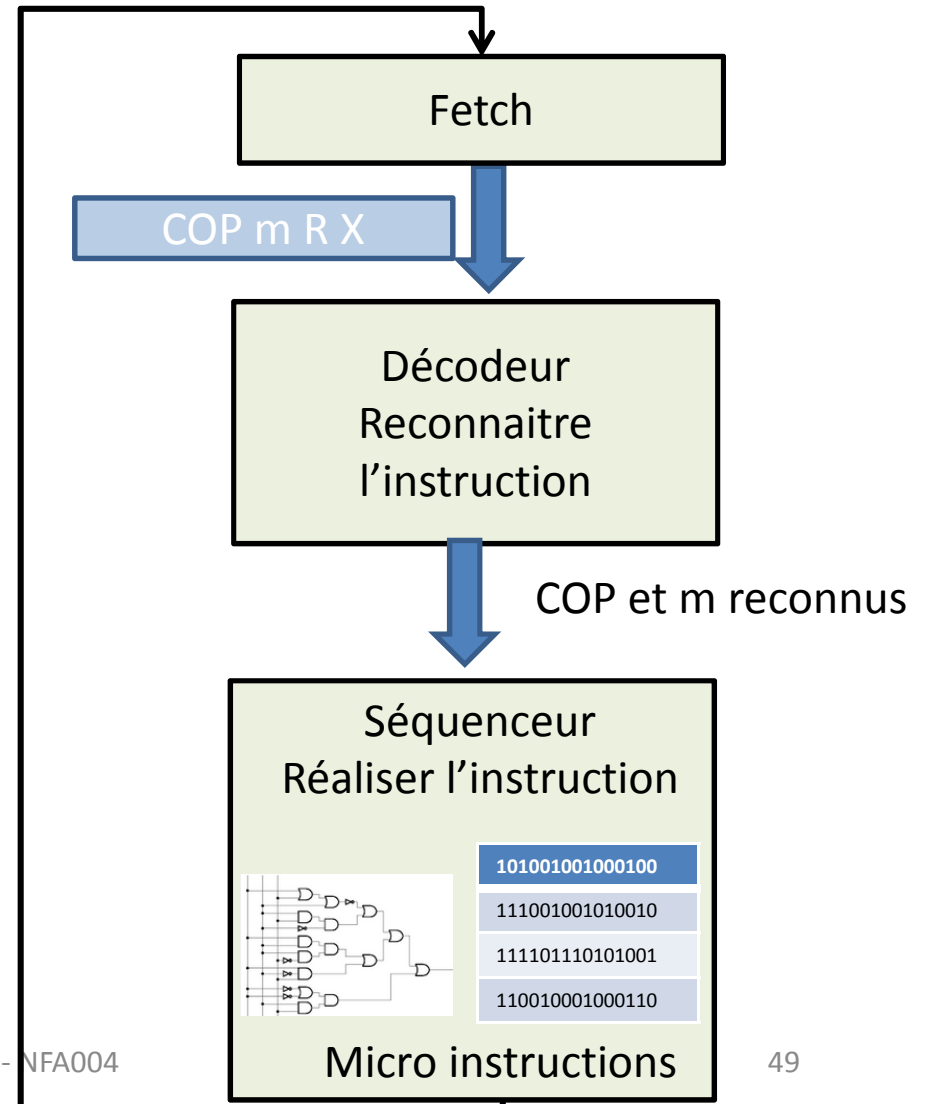 Fetch
COP m R X
Décodeur
Reconnaitre
l’instruction
COP et m reconnus
Séquenceur
Réaliser l’instruction
101001001000100
111001001010010
111101110101001
110010001000110
Micro instructions
- NFA004
49